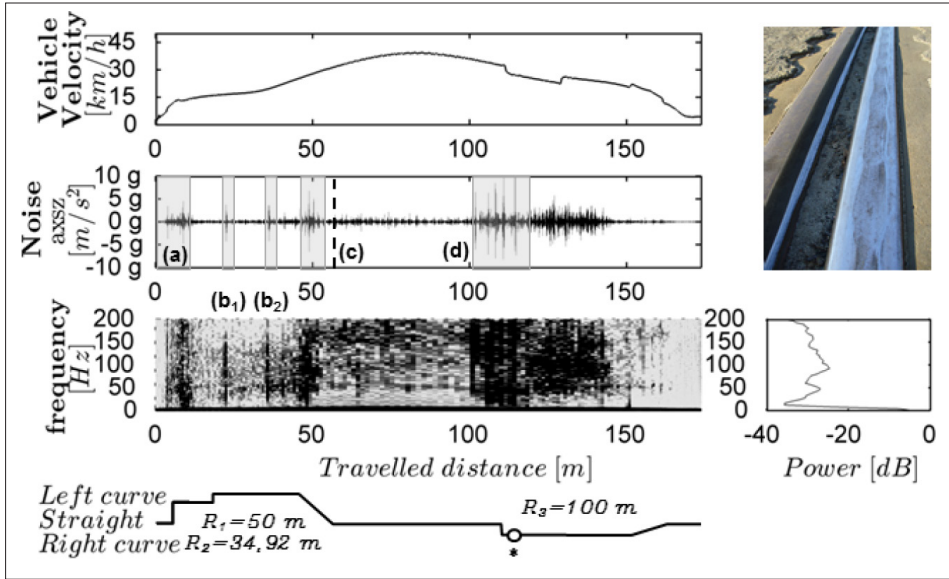 Vehicle
Velocity
[km/h]
45
30
15
0
0 50 100 150
Noise
axsz
[m/s²]
10 g
5 g
0 g
-5 g
-10 g
(a) (c) (d)
0 50 100 150
(b₁) (b₂)
frequency
[Hz]
200
150
100
50
0
0 50 100 150
Travelled distance [m]
200
150
100
50
0
-40 -20 0
Power [dB]
Left curve
Straight
Right curve
R₁=50 m
R₂=34,92 m
R₃=100 m
*